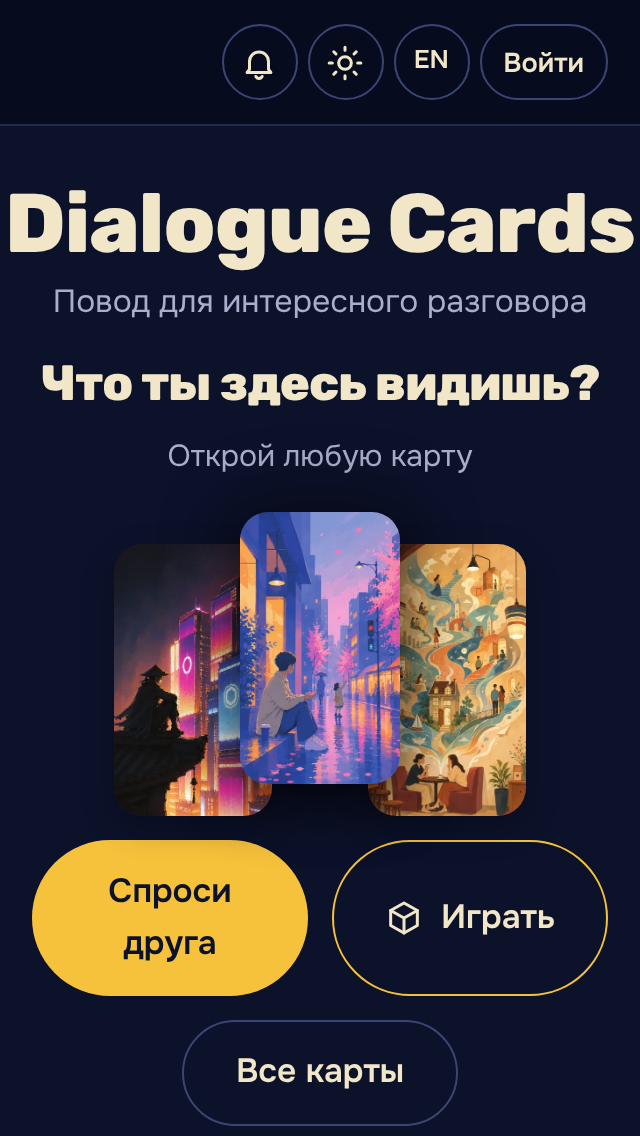 EN
Войти
Dialogue Cards
Повод для интересного разговора
Что ты здесь видишь?
Открой любую карту
Спроси
друга
Играть
Все карты